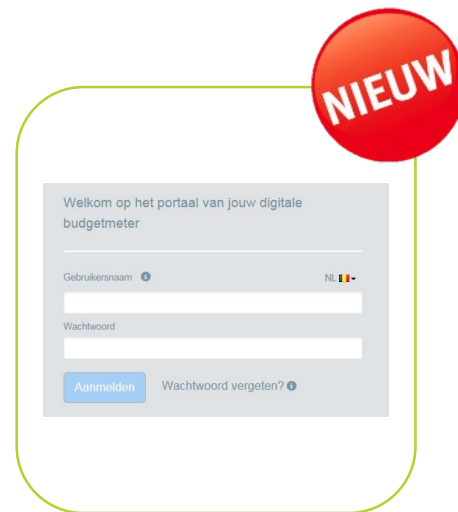 NIEUW
Welkom op het portaal van jouw digitale
budgetmeter
Gebruikersnaam NL
Wachtwoord
Aanmelden Wachtwoord vergeten?